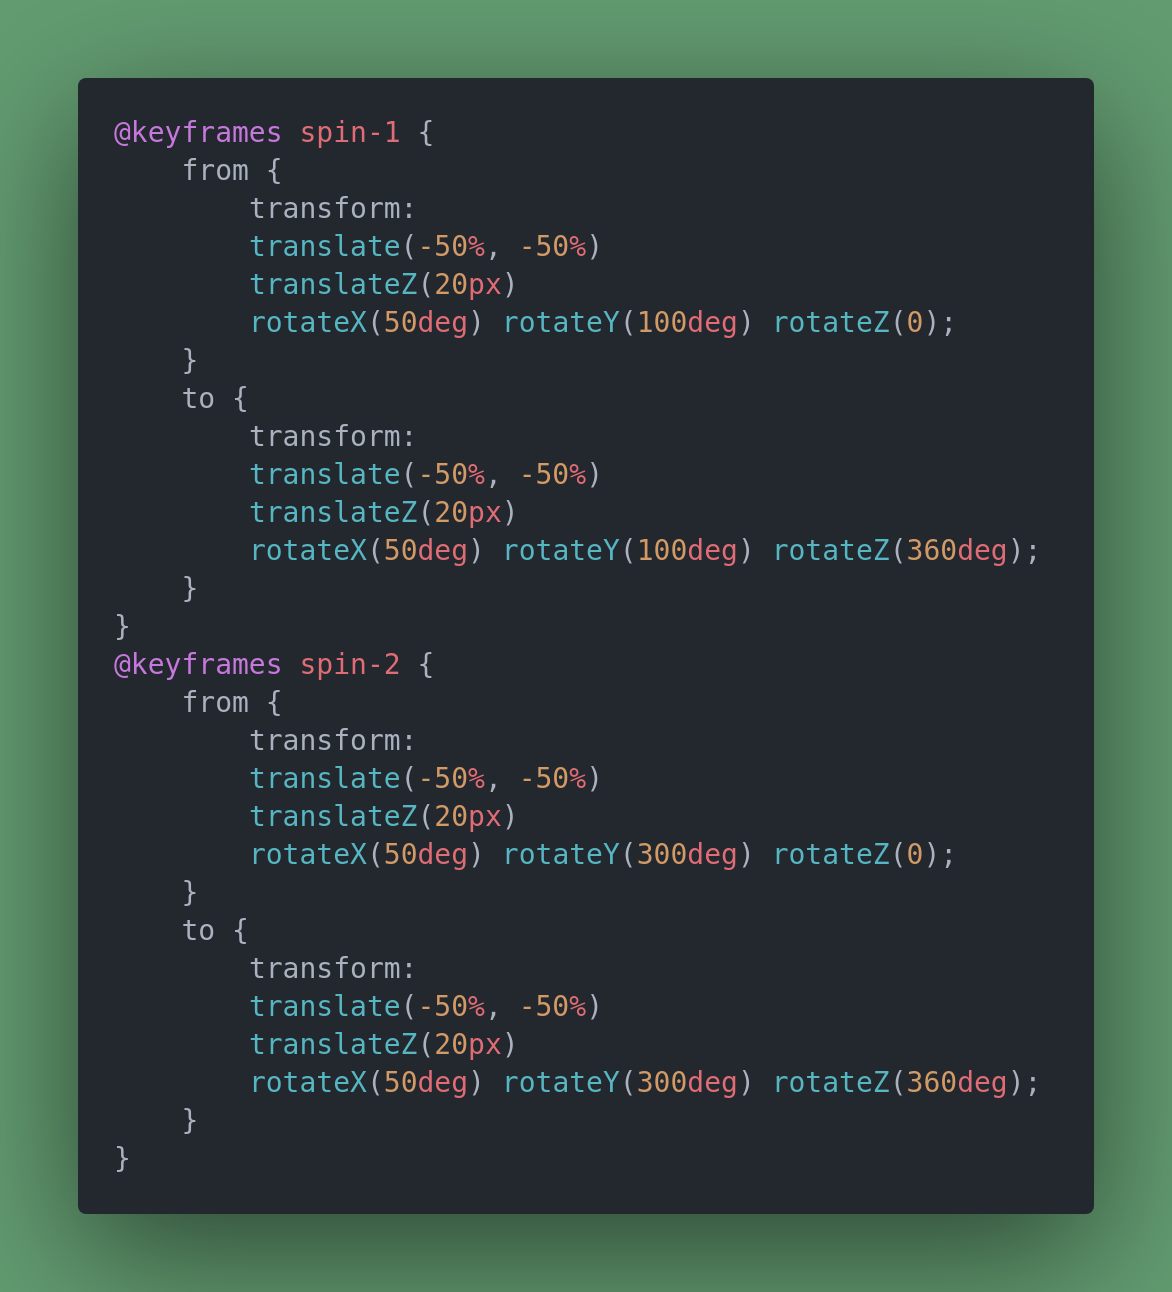 @keyframes spin-1 {
    from {
        transform:
        translate(-50%, -50%)
        translateZ(20px)
        rotateX(50deg) rotateY(100deg) rotateZ(0);
    }
    to {
        transform:
        translate(-50%, -50%)
        translateZ(20px)
        rotateX(50deg) rotateY(100deg) rotateZ(360deg);
    }
}
@keyframes spin-2 {
    from {
        transform:
        translate(-50%, -50%)
        translateZ(20px)
        rotateX(50deg) rotateY(300deg) rotateZ(0);
    }
    to {
        transform:
        translate(-50%, -50%)
        translateZ(20px)
        rotateX(50deg) rotateY(300deg) rotateZ(360deg);
    }
}